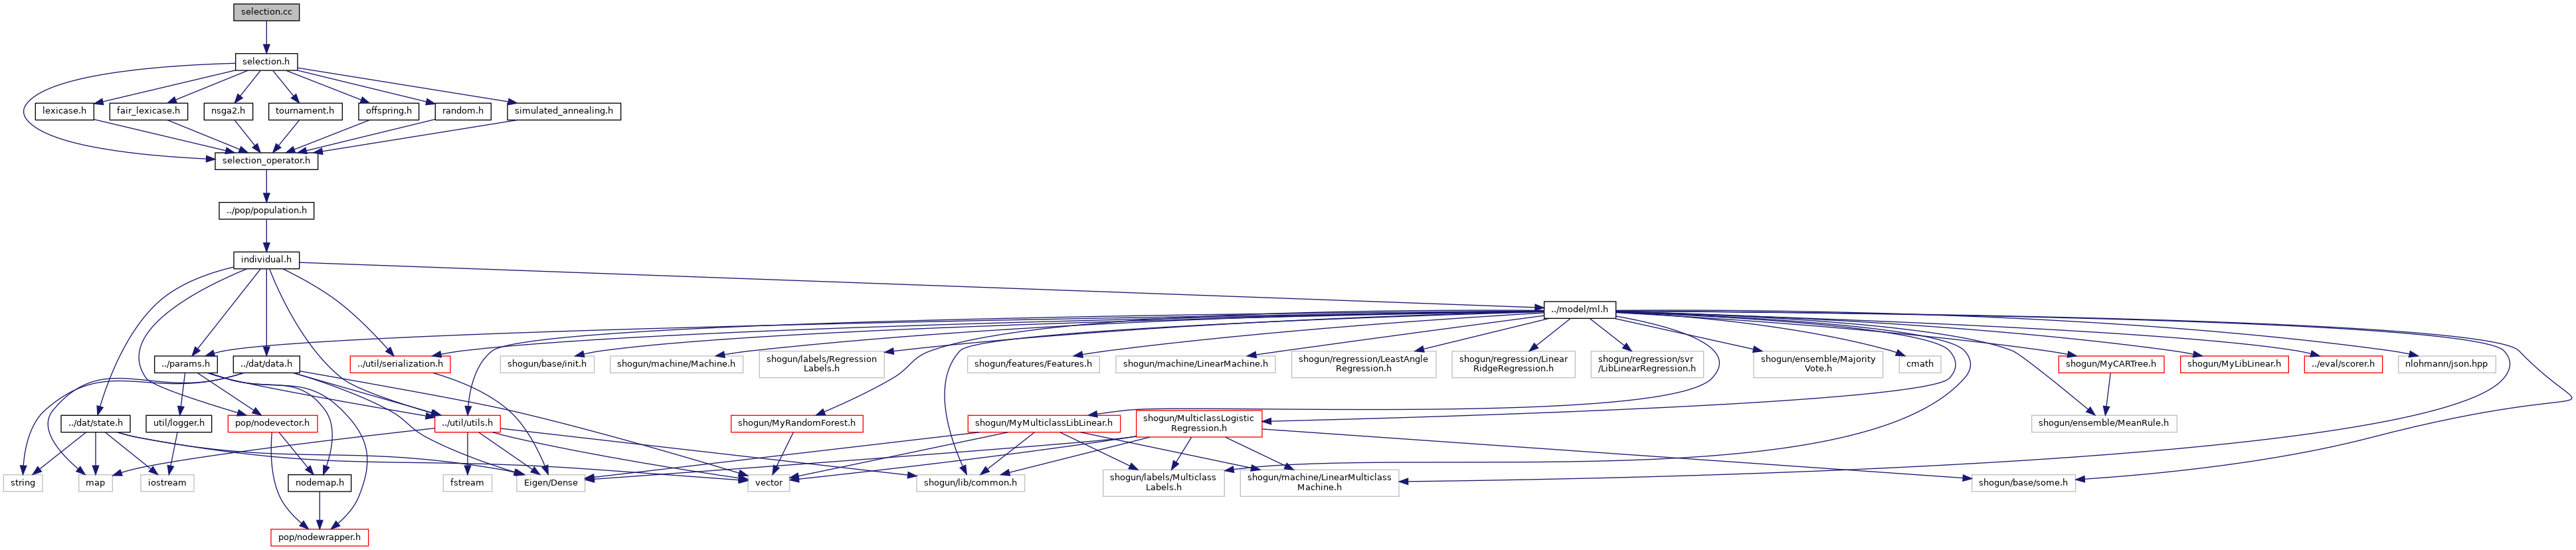 selection.cc
selection.h
lexicase.h
fair_lexicase.h
nsga2.h
tournament.h
offspring.h
random.h
simulated_annealing.h
selection_operator.h
../pop/population.h
individual.h
../model/ml.h
../params.h
../dat/data.h
../util/serialization.h
shogun/base/init.h
shogun/machine/Machine.h
shogun/labels/Regression
Labels.h
shogun/features/Features.h
shogun/machine/LinearMachine.h
shogun/regression/LeastAngle
Regression.h
shogun/regression/Linear
RidgeRegression.h
shogun/regression/svr
/LibLinearRegression.h
shogun/ensemble/Majority
Vote.h
cmath
shogun/MyCARTree.h
shogun/MyLibLinear.h
../eval/scorer.h
nlohmann/json.hpp
../dat/state.h
util/logger.h
pop/nodevector.h
../util/utils.h
shogun/MyRandomForest.h
shogun/MyMulticlassLibLinear.h
shogun/MulticlassLogistic
Regression.h
shogun/ensemble/MeanRule.h
string
map
iostream
nodemap.h
fstream
Eigen/Dense
vector
shogun/lib/common.h
shogun/labels/Multiclass
Labels.h
shogun/machine/LinearMulticlass
Machine.h
shogun/base/some.h
pop/nodewrapper.h